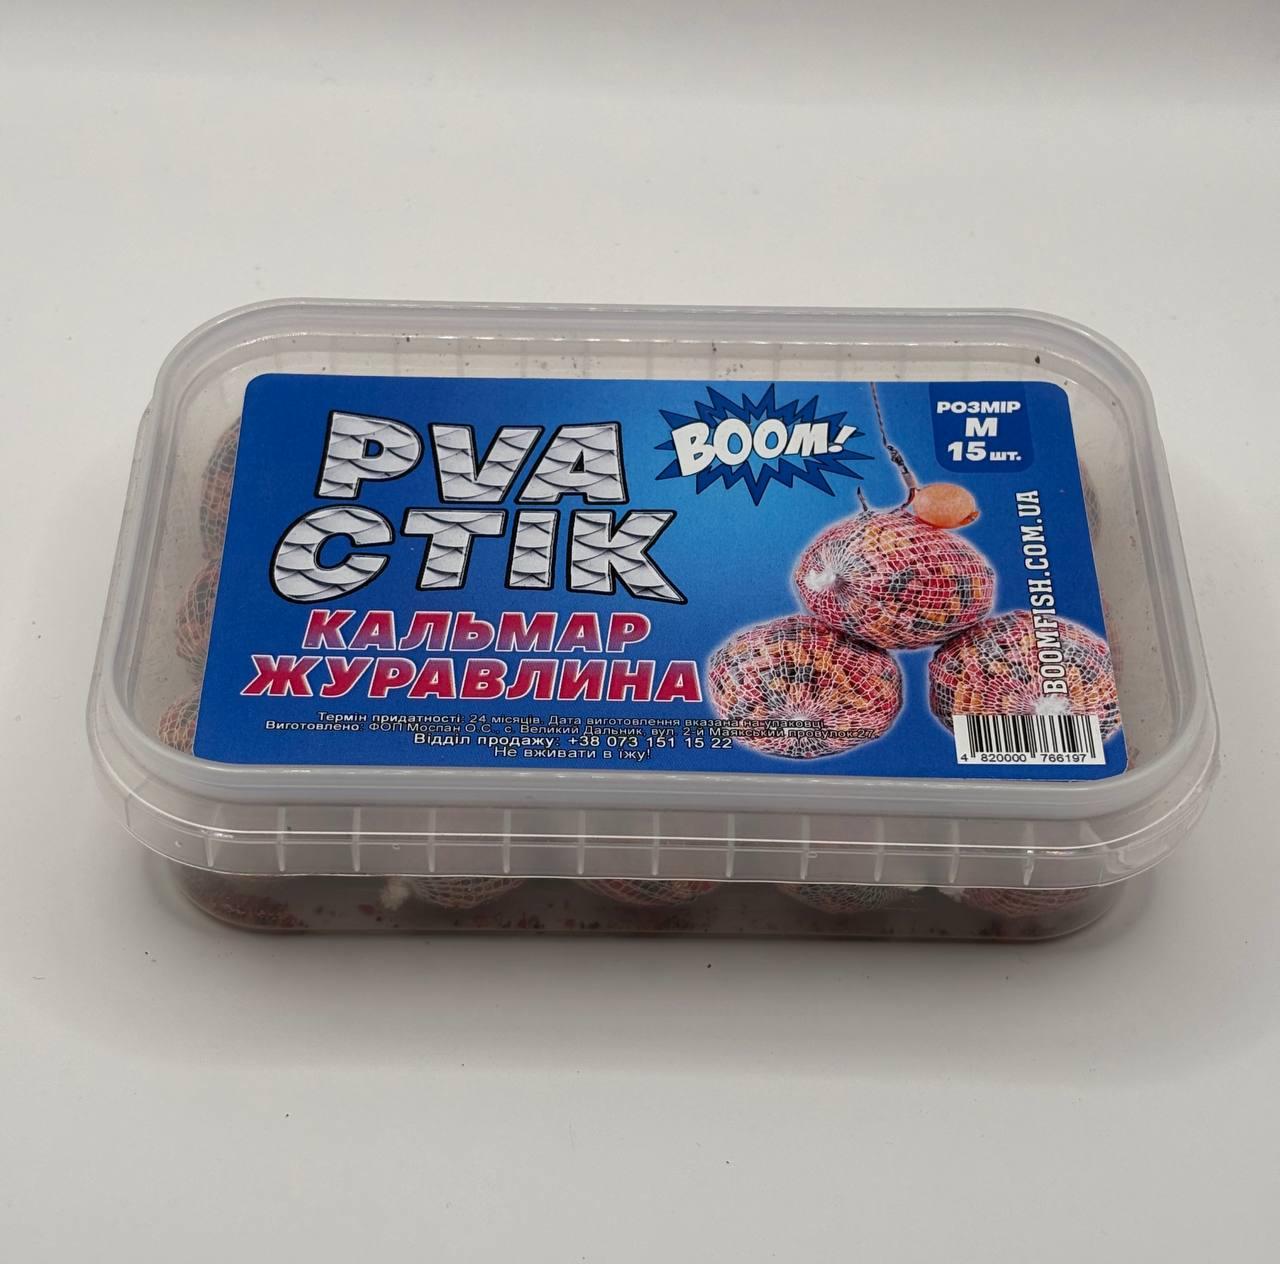 PVA
СТІК
КАЛЬМАР
ЖУРАВЛИНА
BOOM!
РОЗМІР
М
15 шт.
BOOMFISH.COM.UA
Термін придатності: 24 місяців. Дата виготовлення вказана на упаковці.
Виготовлено: ФОП Моспан О.С., с. Великий Дальник, вул. 2-й Маякський провулок 27.
Відділ продажу: +38 073 151 15 22
Не вживати в їжу!
4 820000 766197